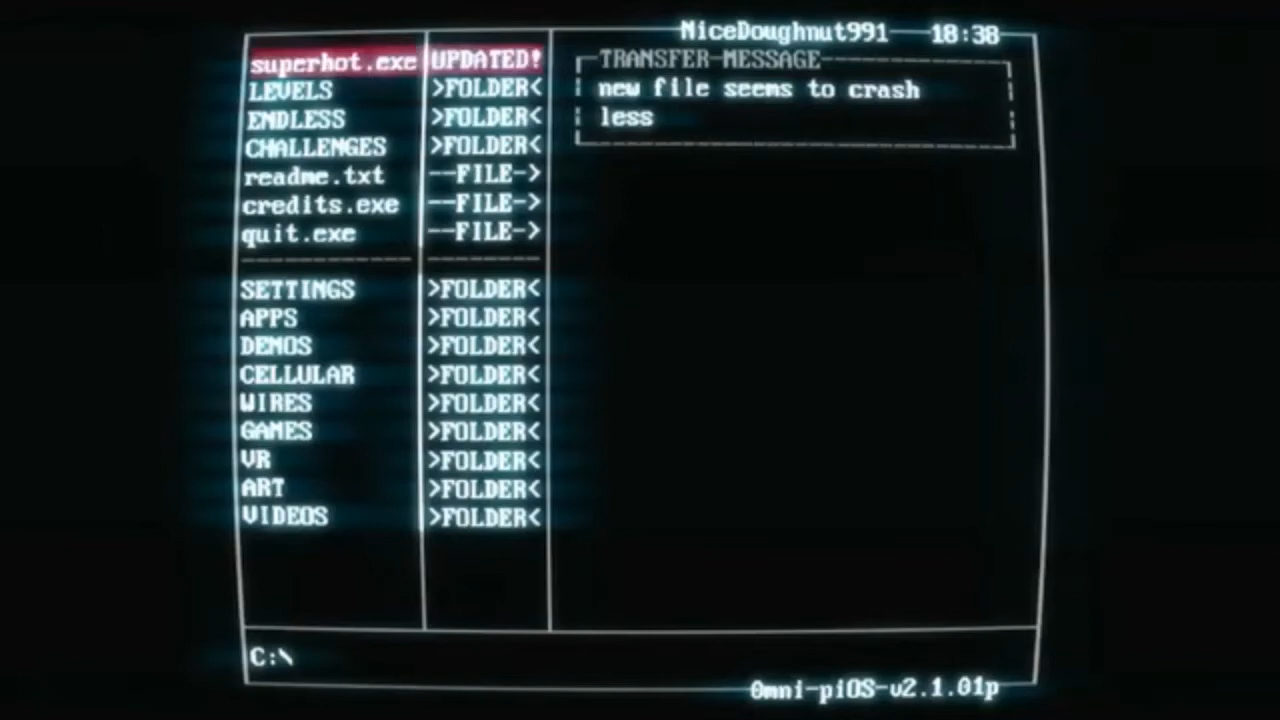 NiceDoughnut991 18:38
superhot.exe UPDATED!
LEVELS >FOLDER<
ENDLESS >FOLDER<
CHALLENGES >FOLDER<
readme.txt --FILE->
credits.exe --FILE->
quit.exe --FILE->
SETTINGS >FOLDER<
APPS >FOLDER<
DEMOS >FOLDER<
CELLULAR >FOLDER<
WIRES >FOLDER<
GAMES >FOLDER<
VR >FOLDER<
ART >FOLDER<
VIDEOS >FOLDER<
TRANSFER MESSAGE
new file seems to crash
less
C:\
Omni-piOS-v2.1.01p